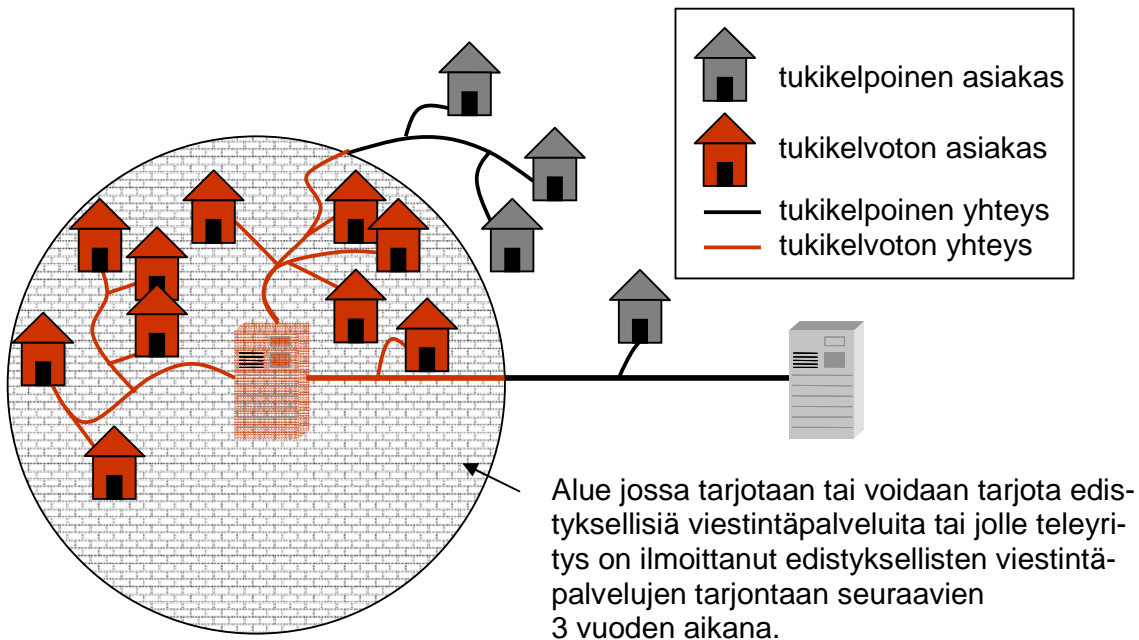 tukikelpoinen asiakas
tukikelvoton asiakas
tukikelpoinen yhteys
tukikelvoton yhteys
Alue jossa tarjotaan tai voidaan tarjota edis-
tyksellisiä viestintäpalveluita tai jolle teleyri-
tys on ilmoittanut edistyksellisten viestintä-
palvelujen tarjontaan seuraavien
3 vuoden aikana.